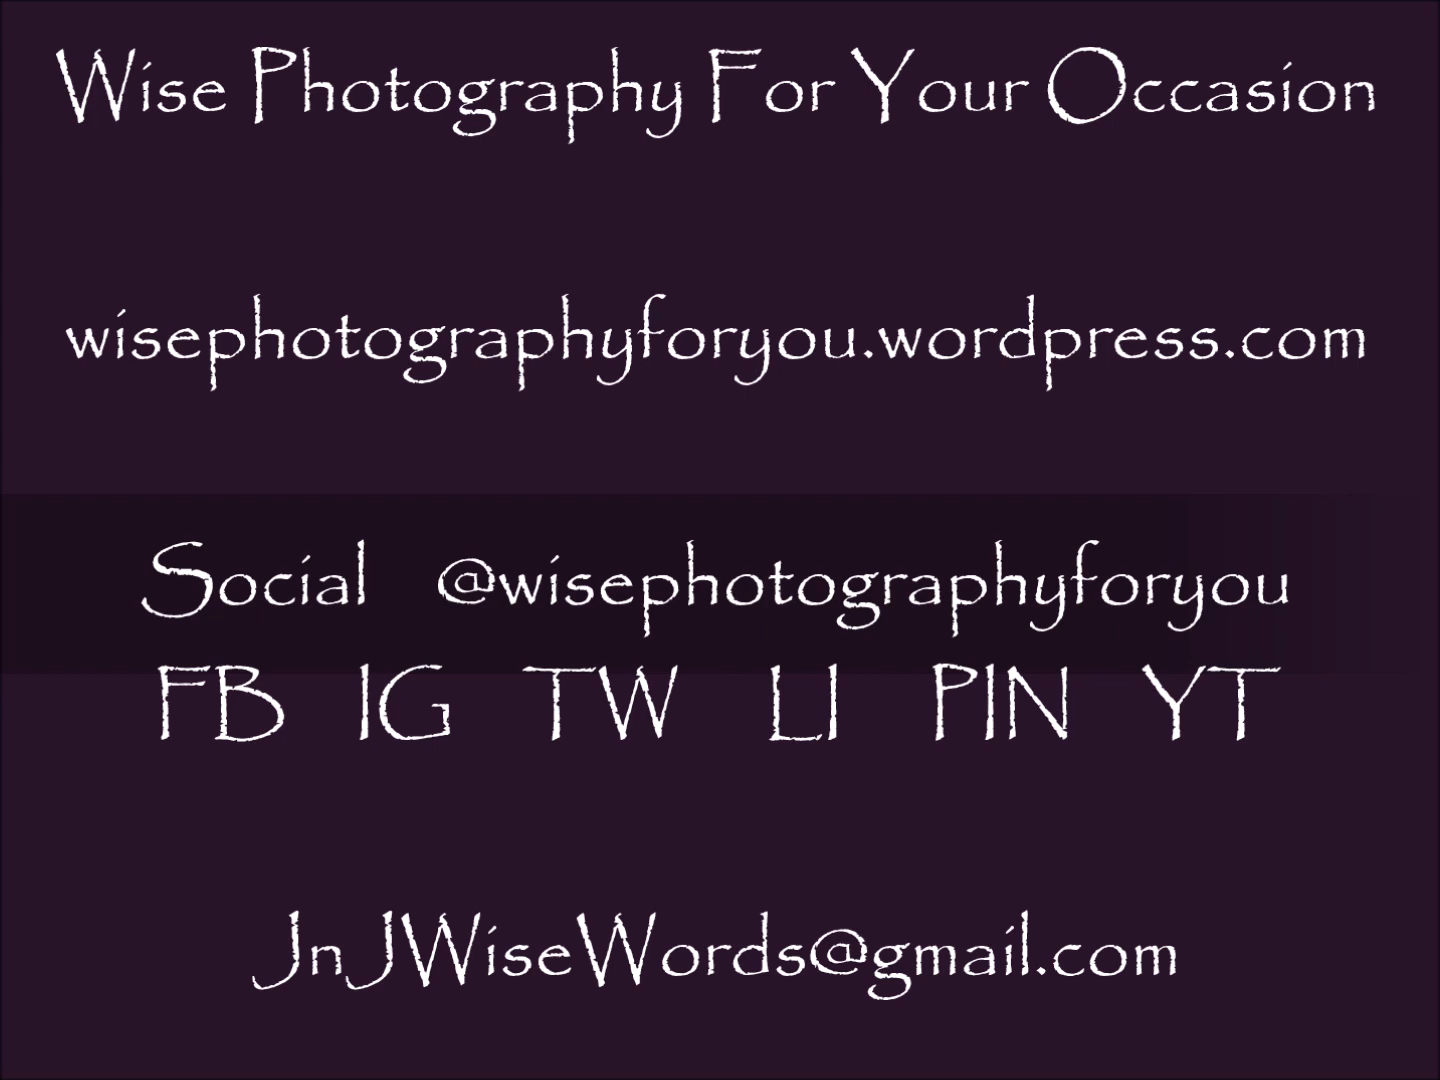 Wise Photography For Your Occasion
wisephotographyforyou.wordpress.com
Social @wisephotographyforyou
FB IG TW LI PIN YT
JnJWiseWords@gmail.com